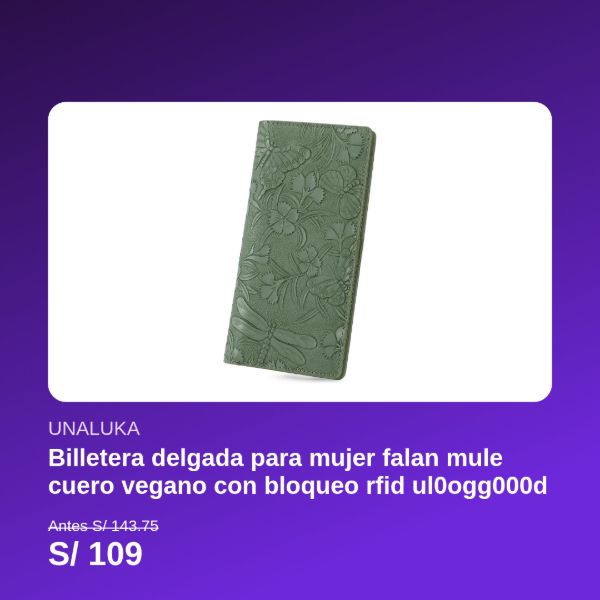 UNALUKA
Billetera delgada para mujer falan mule
cuero vegano con bloqueo rfid ul0ogg000d
Antes S/ 143.75
S/ 109